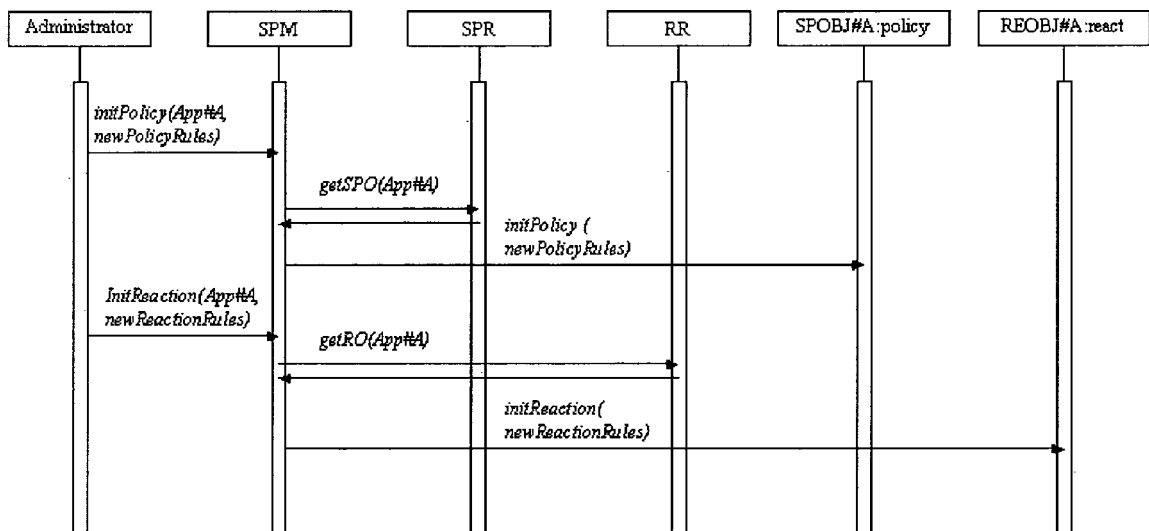 Administrator
SPM
SPR
RR
SPOBJ#A:policy
REOBJ#A:react
initPolicy(App#A,
newPolicyRules)
getSPO(App#A)
initPolicy (
newPolicyRules)
InitReaction(App#A,
newReactionRules)
getRO(App#A)
initReaction(
newReactionRules)